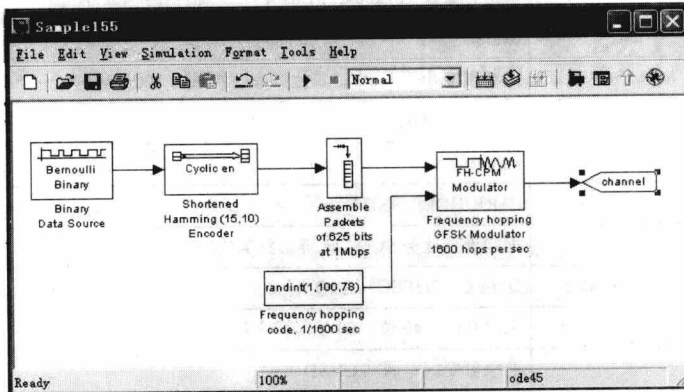 Sample155
File Edit View Simulation Format Tools Help
Normal
Bernoulli
Binary
Binary
Data Source
Cyclic en
Shortened
Hamming (15,10)
Encoder
Assemble
Packets
of 625 bits
at 1Mbps
FH-CPM
Modulator
Frequency hopping
GFSK Modulator
1600 hops per sec
channel
randint(1,100,78)
Frequency hopping
code, 1/1600 sec
Ready 100% ode45